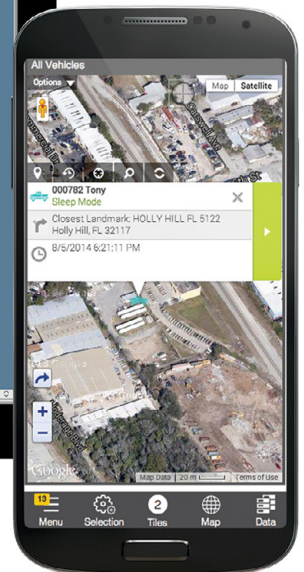 All Vehicles
Options
Map Satellite
000782 Tony
Sleep Mode
Closest Landmark: HOLLY HILL FL 5122
Holly Hill, FL 32117
8/5/2014 6:21:11 PM
Google
Map Data 20 m Terms of Use
13
2
Menu Selection Tiles Map Data